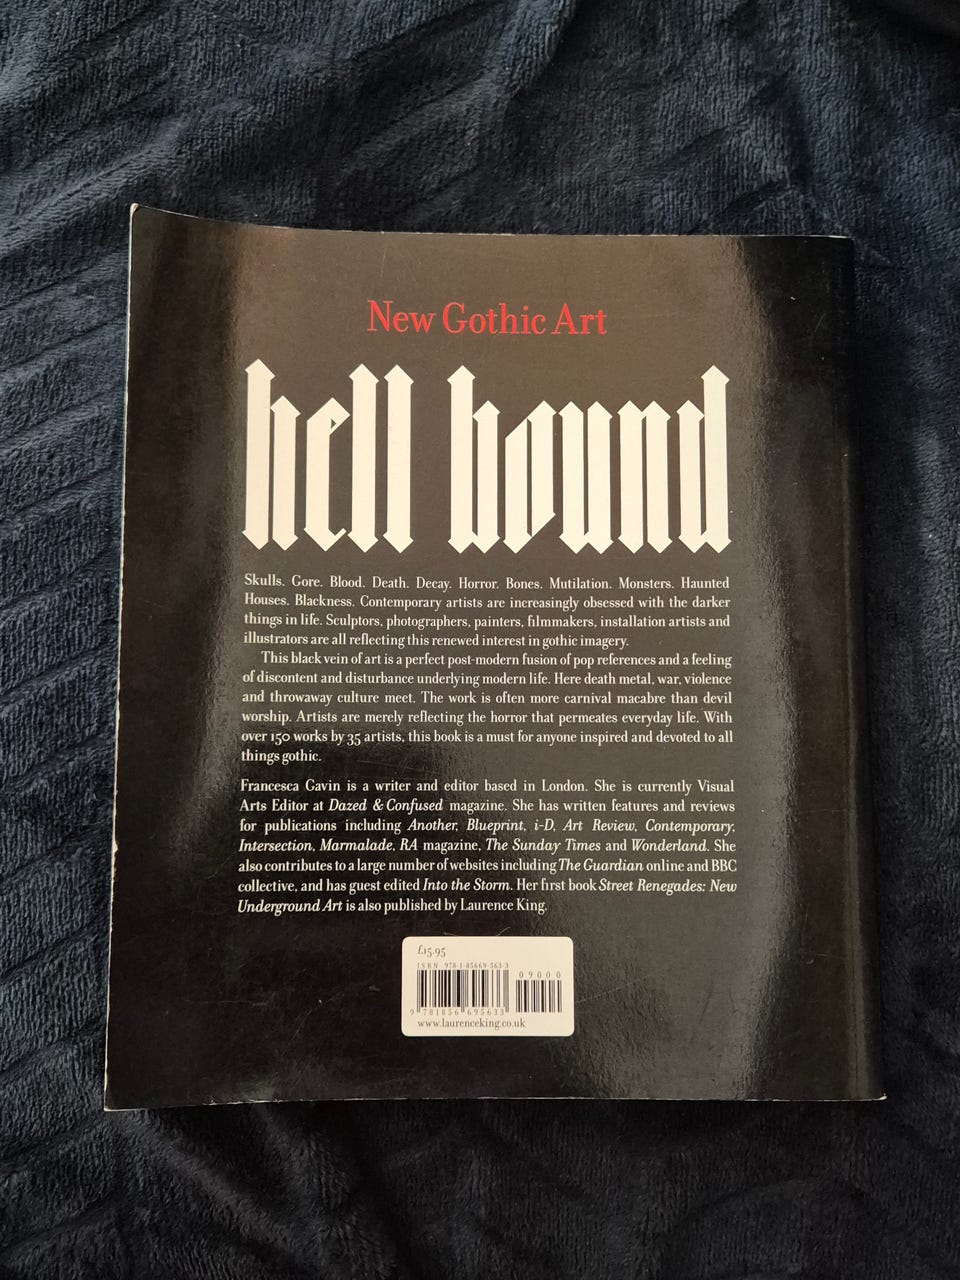 New Gothic Art
hell bound
Skulls. Gore. Blood. Death. Decay. Horror. Bones. Mutilation. Monsters. Haunted
Houses. Blackness. Contemporary artists are increasingly obsessed with the darker
things in life. Sculptors, photographers, painters, filmmakers, installation artists and
illustrators are all reflecting this renewed interest in gothic imagery.
This black vein of art is a perfect post-modern fusion of pop references and a feeling
of discontent and disturbance underlying modern life. Here death metal, war, violence
and throwaway culture meet. The work is often more carnival macabre than devil
worship. Artists are merely reflecting the horror that permeates everyday life. With
over 150 works by 35 artists, this book is a must for anyone inspired and devoted to all
things gothic.
Francesca Gavin is a writer and editor based in London. She is currently Visual
Arts Editor at Dazed & Confused magazine. She has written features and reviews
for publications including Another, Blueprint, i-D, Art Review, Contemporary,
Intersection, Marmalade, RA magazine, The Sunday Times and Wonderland. She
also contributes to a large number of websites including The Guardian online and BBC
collective, and has guest edited Into the Storm. Her first book Street Renegades: New
Underground Art is also published by Laurence King.
£15.95
ISBN 978-1-85669-563-3
09000
9 781856 695633
www.laurenceking.co.uk